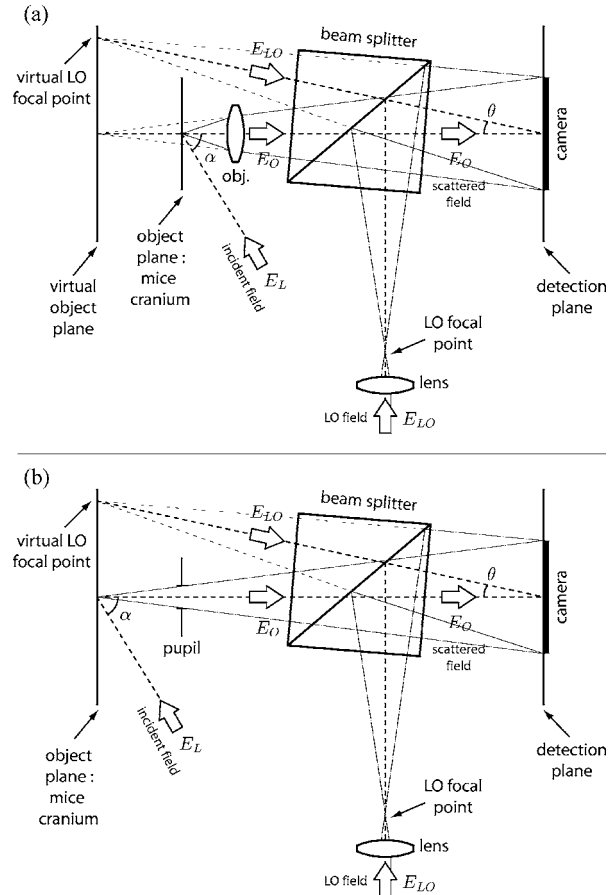 (a)
virtual LO
focal point
E_LO
beam splitter
θ
camera
α
obj.
E_O
E_O
scattered
field
object
plane :
mice
cranium
incident field
E_L
virtual
object
plane
detection
plane
LO focal
point
lens
LO field
E_LO
(b)
virtual LO
focal point
E_LO
beam splitter
θ
camera
α
pupil
E_O
E_O
scattered
field
incident field
E_L
object
plane :
mice
cranium
detection
plane
LO focal
point
lens
LO field
E_LO